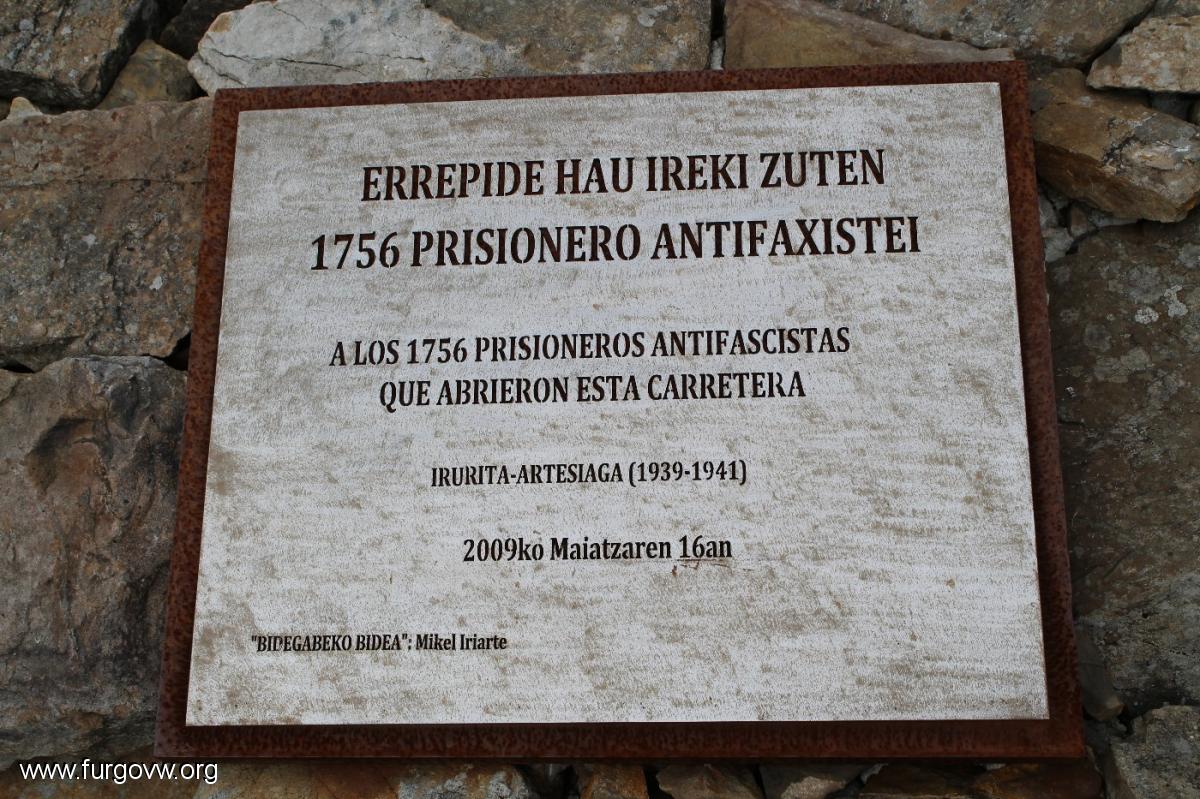 ERREPIDE HAU IREKI ZUTEN
1756 PRISIONERO ANTIFAXISTEI
A LOS 1756 PRISIONEROS ANTIFASCISTAS
QUE ABRIERON ESTA CARRETERA
IRURITA-ARTESIAGA (1939-1941)
2009ko Maiatzaren 16an
"BIDEGABEKO BIDEA": Mikel Iriarte
www.furgovw.org